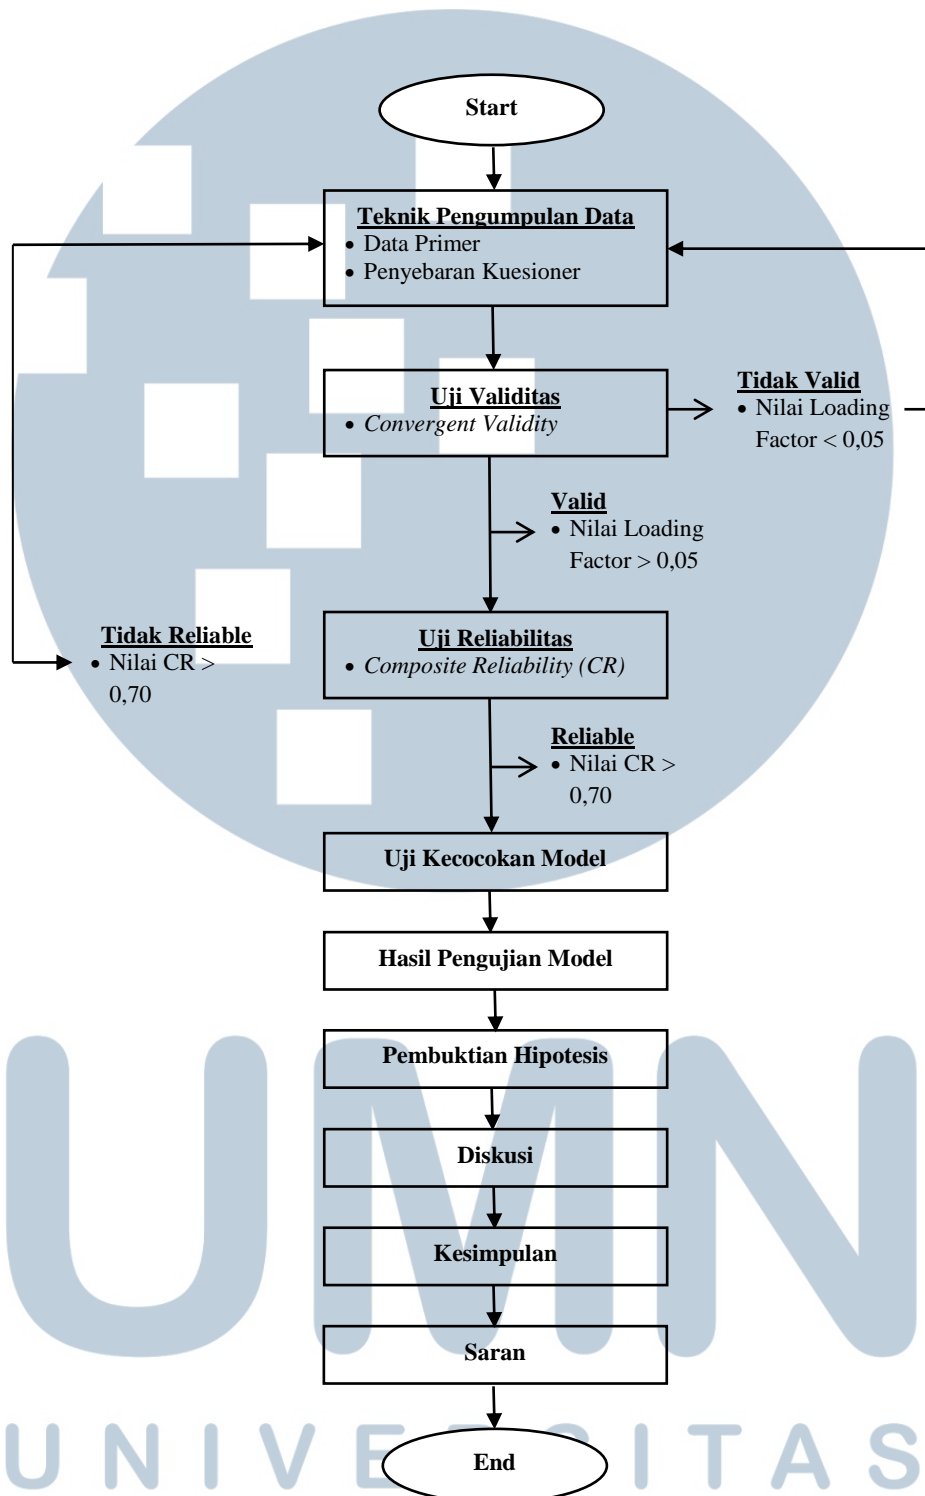 Start
Teknik Pengumpulan Data
• Data Primer
• Penyebaran Kuesioner
Uji Validitas
• Convergent Validity
Tidak Valid
• Nilai Loading
Factor < 0,05
Valid
• Nilai Loading
Factor > 0,05
Uji Reliabilitas
• Composite Reliability (CR)
Tidak Reliable
• Nilai CR >
0,70
Reliable
• Nilai CR >
0,70
Uji Kecocokan Model
Hasil Pengujian Model
Pembuktian Hipotesis
Diskusi
Kesimpulan
Saran
End
UMN
UNIVERSITAS